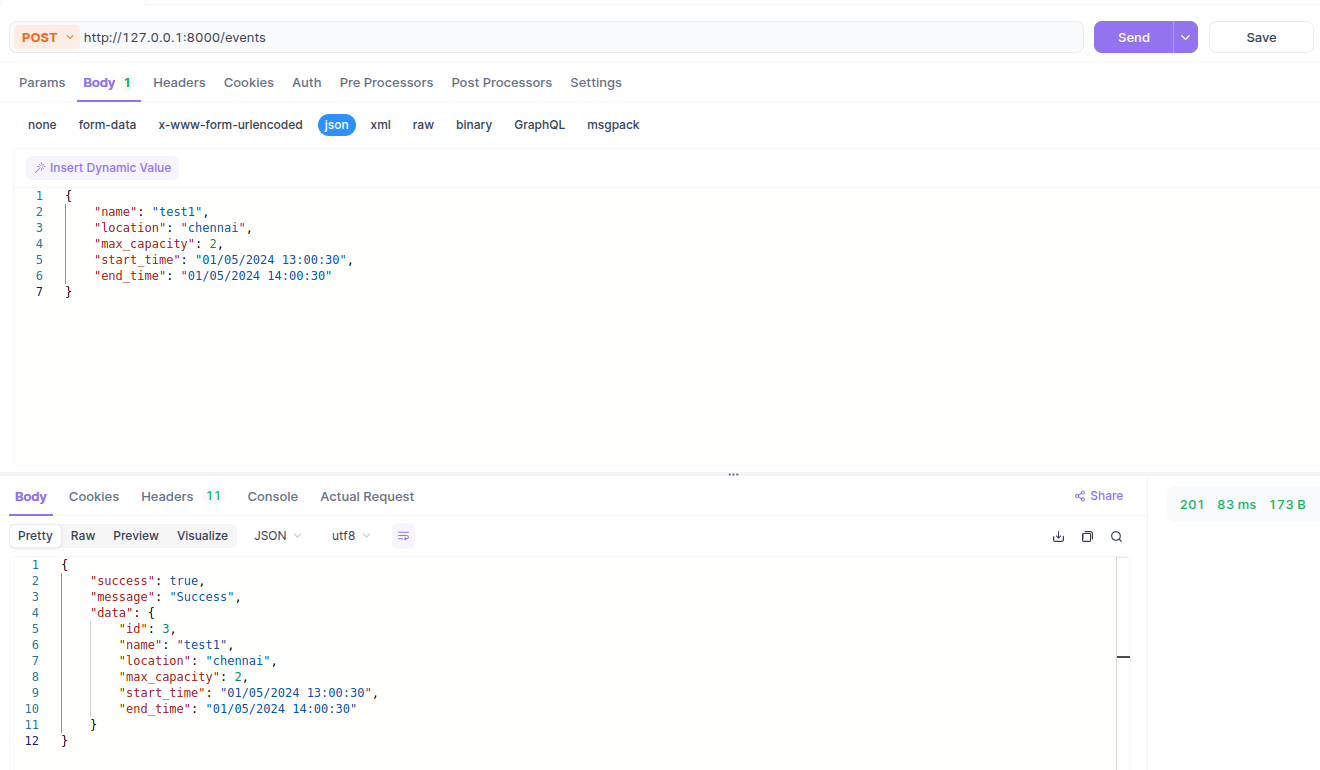 POST http://127.0.0.1:8000/events Send Save
Params Body 1 Headers Cookies Auth Pre Processors Post Processors Settings
none form-data x-www-form-urlencoded json xml raw binary GraphQL msgpack
Insert Dynamic Value
1 {
2 "name": "test1",
3 "location": "chennai",
4 "max_capacity": 2,
5 "start_time": "01/05/2024 13:00:30",
6 "end_time": "01/05/2024 14:00:30"
7 }
Body Cookies Headers 11 Console Actual Request Share
201 83 ms 173 B
Pretty Raw Preview Visualize JSON utf8
1 {
2 "success": true,
3 "message": "Success",
4 "data": {
5 "id": 3,
6 "name": "test1",
7 "location": "chennai",
8 "max_capacity": 2,
9 "start_time": "01/05/2024 13:00:30",
10 "end_time": "01/05/2024 14:00:30"
11 }
12 }